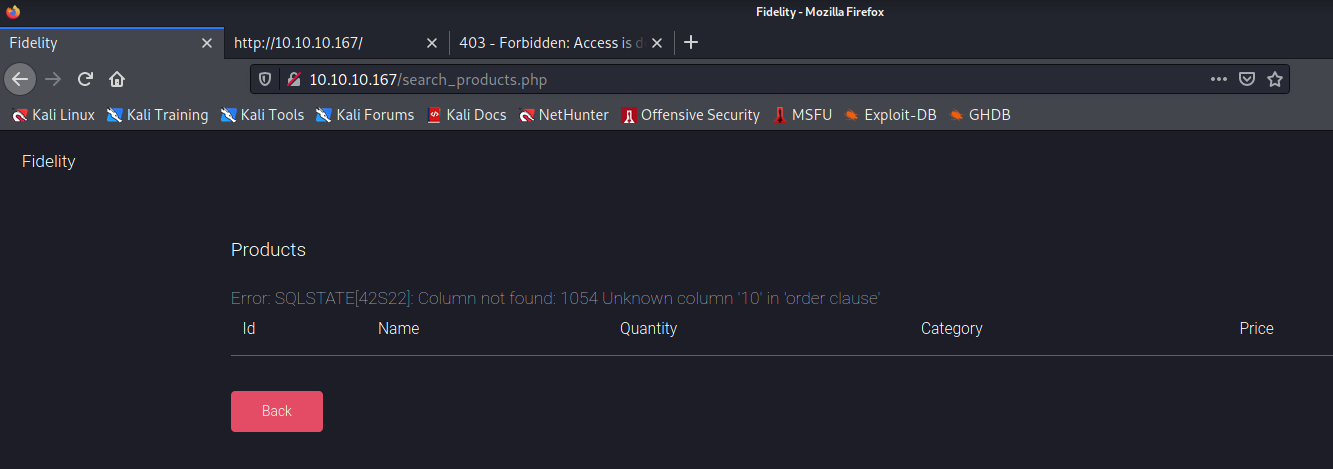 Fidelity - Mozilla Firefox
Fidelity http://10.10.10.167/ 403 - Forbidden: Access is d
10.10.10.167/search_products.php
Kali Linux Kali Training Kali Tools Kali Forums Kali Docs NetHunter Offensive Security MSFU Exploit-DB GHDB
Fidelity
Products
Error: SQLSTATE[42S22]: Column not found: 1054 Unknown column '10' in 'order clause'
Id Name Quantity Category Price
Back